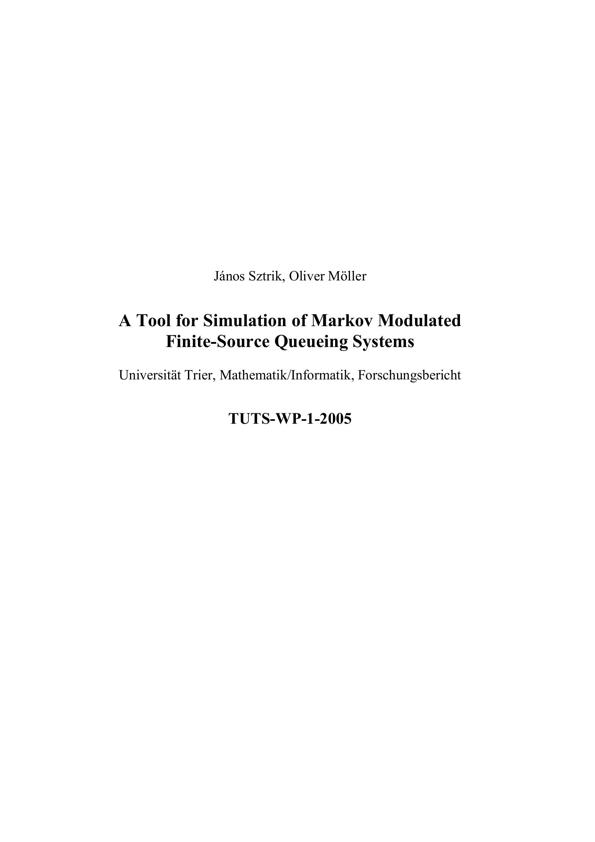 János Sztrik, Oliver Möller
A Tool for Simulation of Markov Modulated
Finite-Source Queueing Systems
Universität Trier, Mathematik/Informatik, Forschungsbericht
TUTS-WP-1-2005